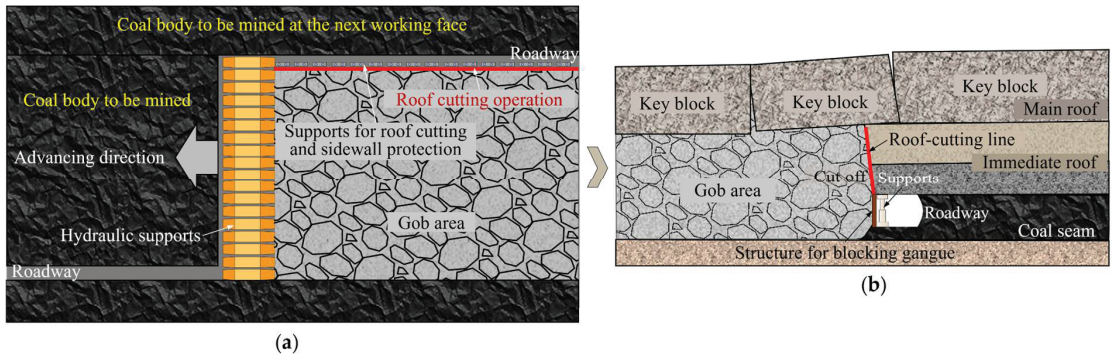 Coal body to be mined at the next working face
Roadway
Coal body to be mined
Roof cutting operation
Supports for roof cutting
and sidewall protection
Advancing direction
Gob area
Hydraulic supports
Roadway
(a)
Key block
Key block
Key block
Main roof
Roof-cutting line
Immediate roof
Gob area
Cut off
Supports
Roadway
Coal seam
Structure for blocking gangue
(b)